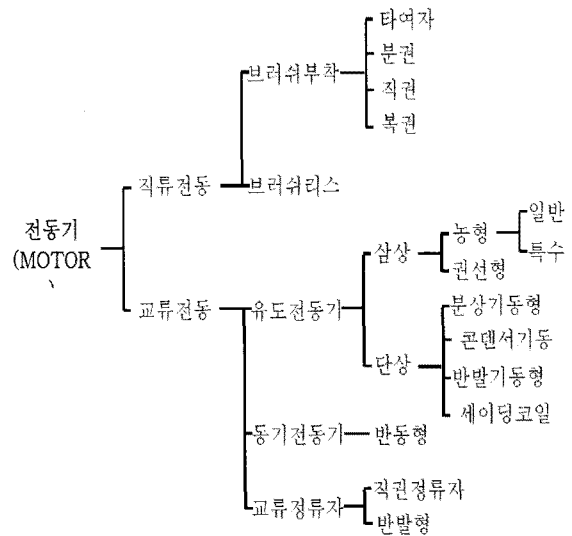 타여자
분권
브러쉬부착
직권
복권
직류전동
브러쉬리스
전동기
(MOTOR
일반
농형
삼상
특수
권선형
분상기동형
교류전동
유도전동기
콘덴서기동
단상
반발기동형
세이딩코일
동기전동기
반동형
직권정류자
교류정류자
반발형